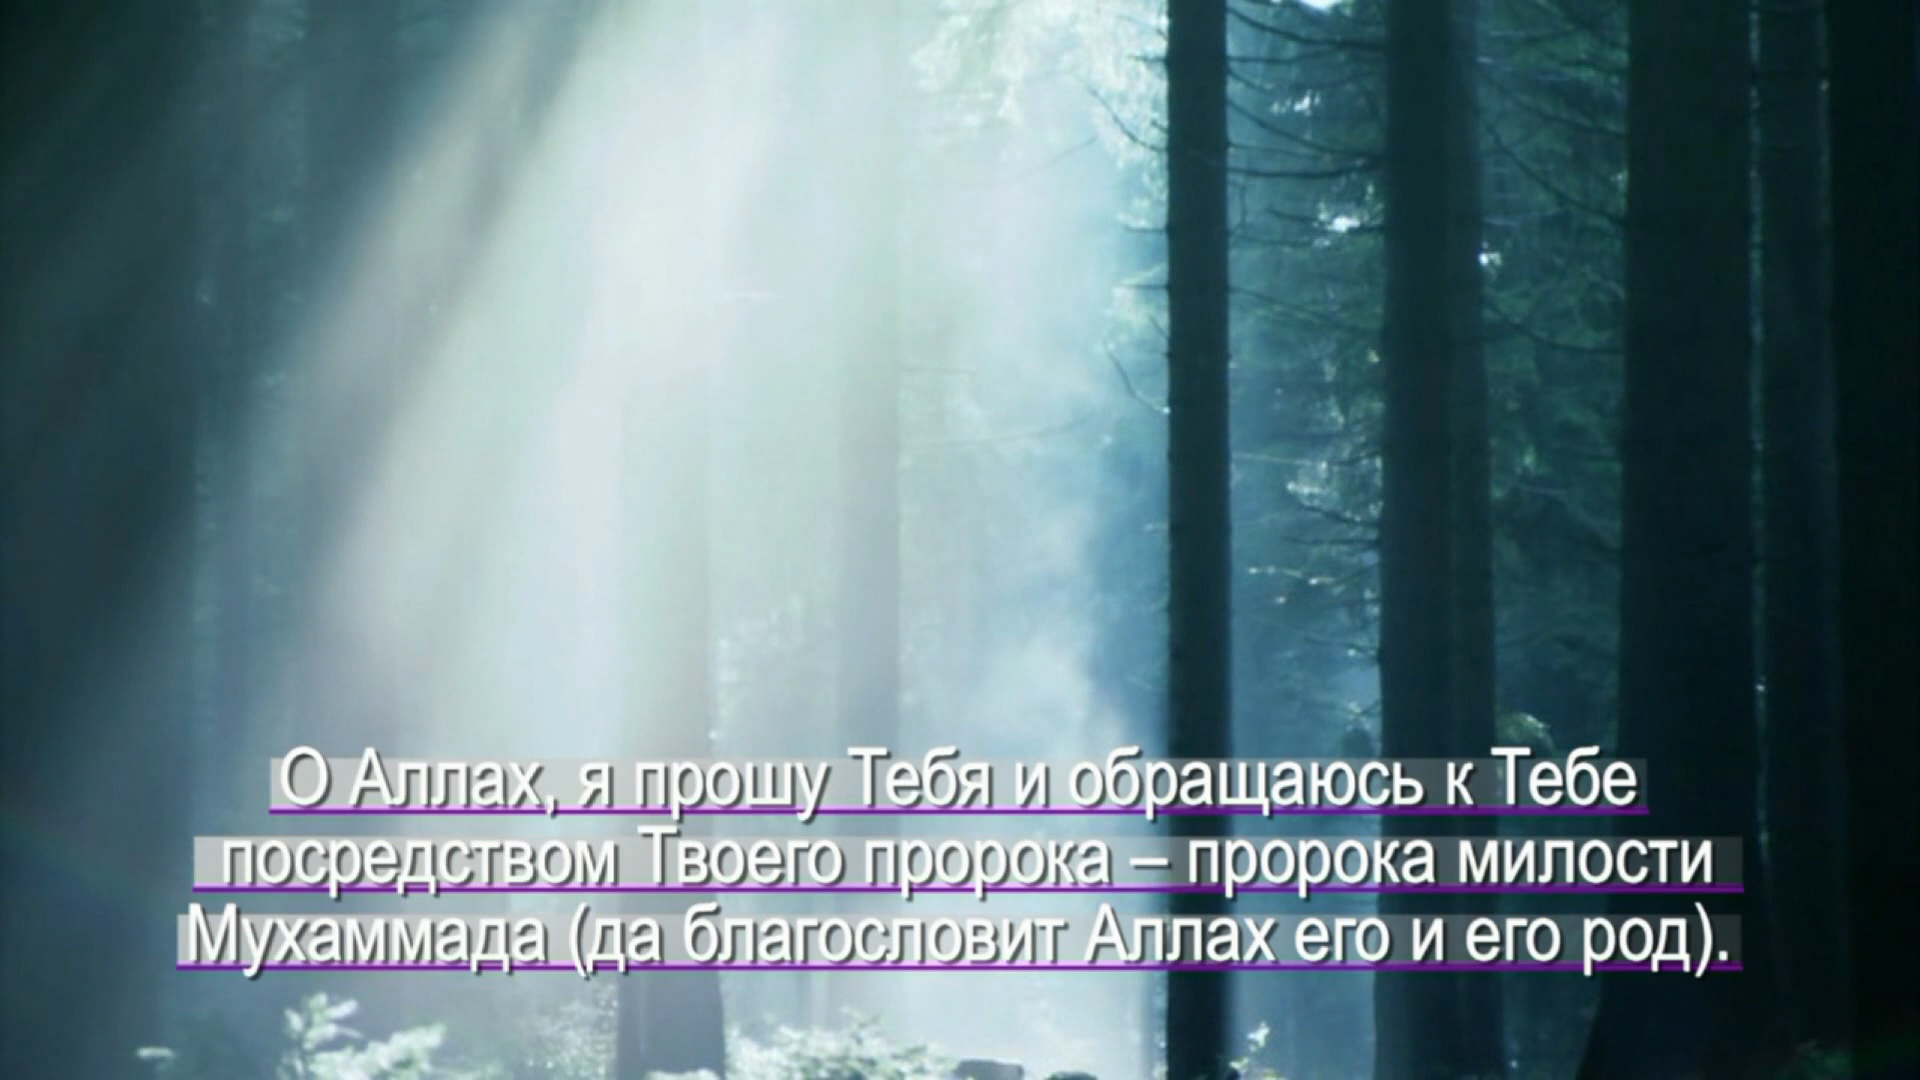 О Аллах, я прошу Тебя и обращаюсь к Тебе
посредством Твоего пророка – пророка милости
Мухаммада (да благословит Аллах его и его род).